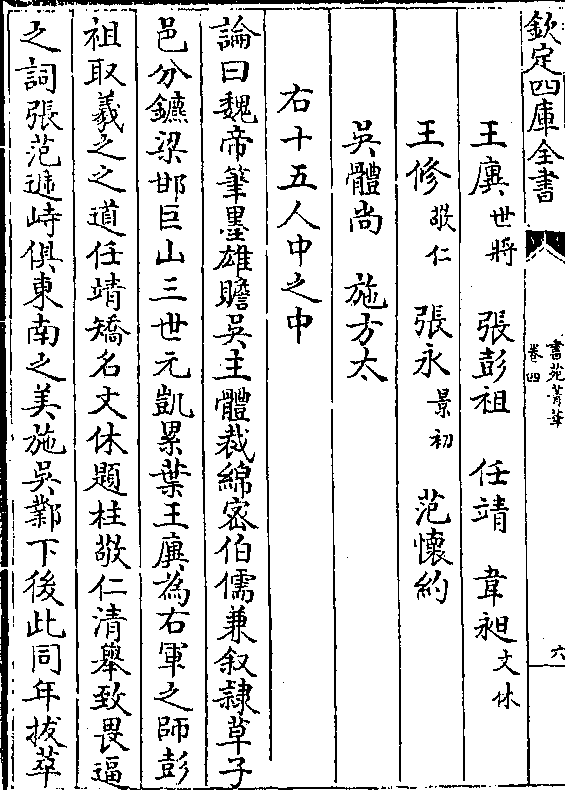 欽定四庫全書
書苑菁華
卷四
六
王廙世將 張彭祖 任靖 韋昶文休
王修敬仁 張永景初 范懷約
吳體尚 施方太
右十五人中之中
論曰魏帝筆墨雄贍吳主體裁綿密伯儒兼叙隷草子
邑分鑣梁邯巨山三世元凱累葉王廙為右軍之師彭
祖取羲之之道任靖矯名文休題柱敬仁清舉致畏逼
之詞張范遞峙俱東南之美施吳鄴下後此同年拔萃